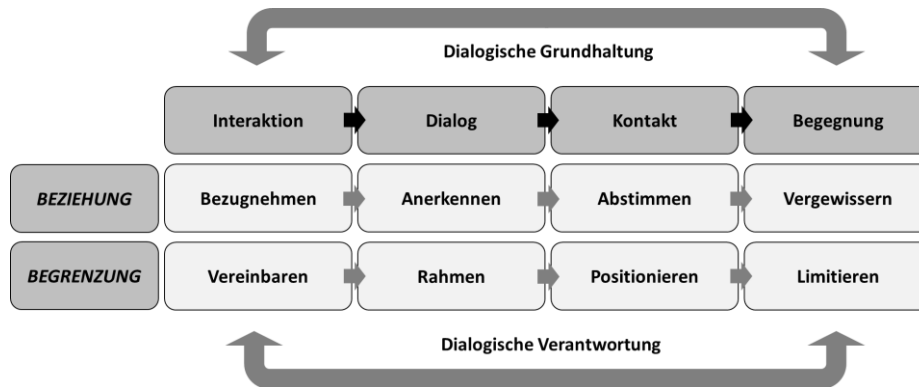 Dialogische Grundhaltung
Interaktion
Dialog
Kontakt
Begegnung
BEZIEHUNG
Bezugnehmen
Anerkennen
Abstimmen
Vergewissern
BEGRENZUNG
Vereinbaren
Rahmen
Positionieren
Limitieren
Dialogische Verantwortung